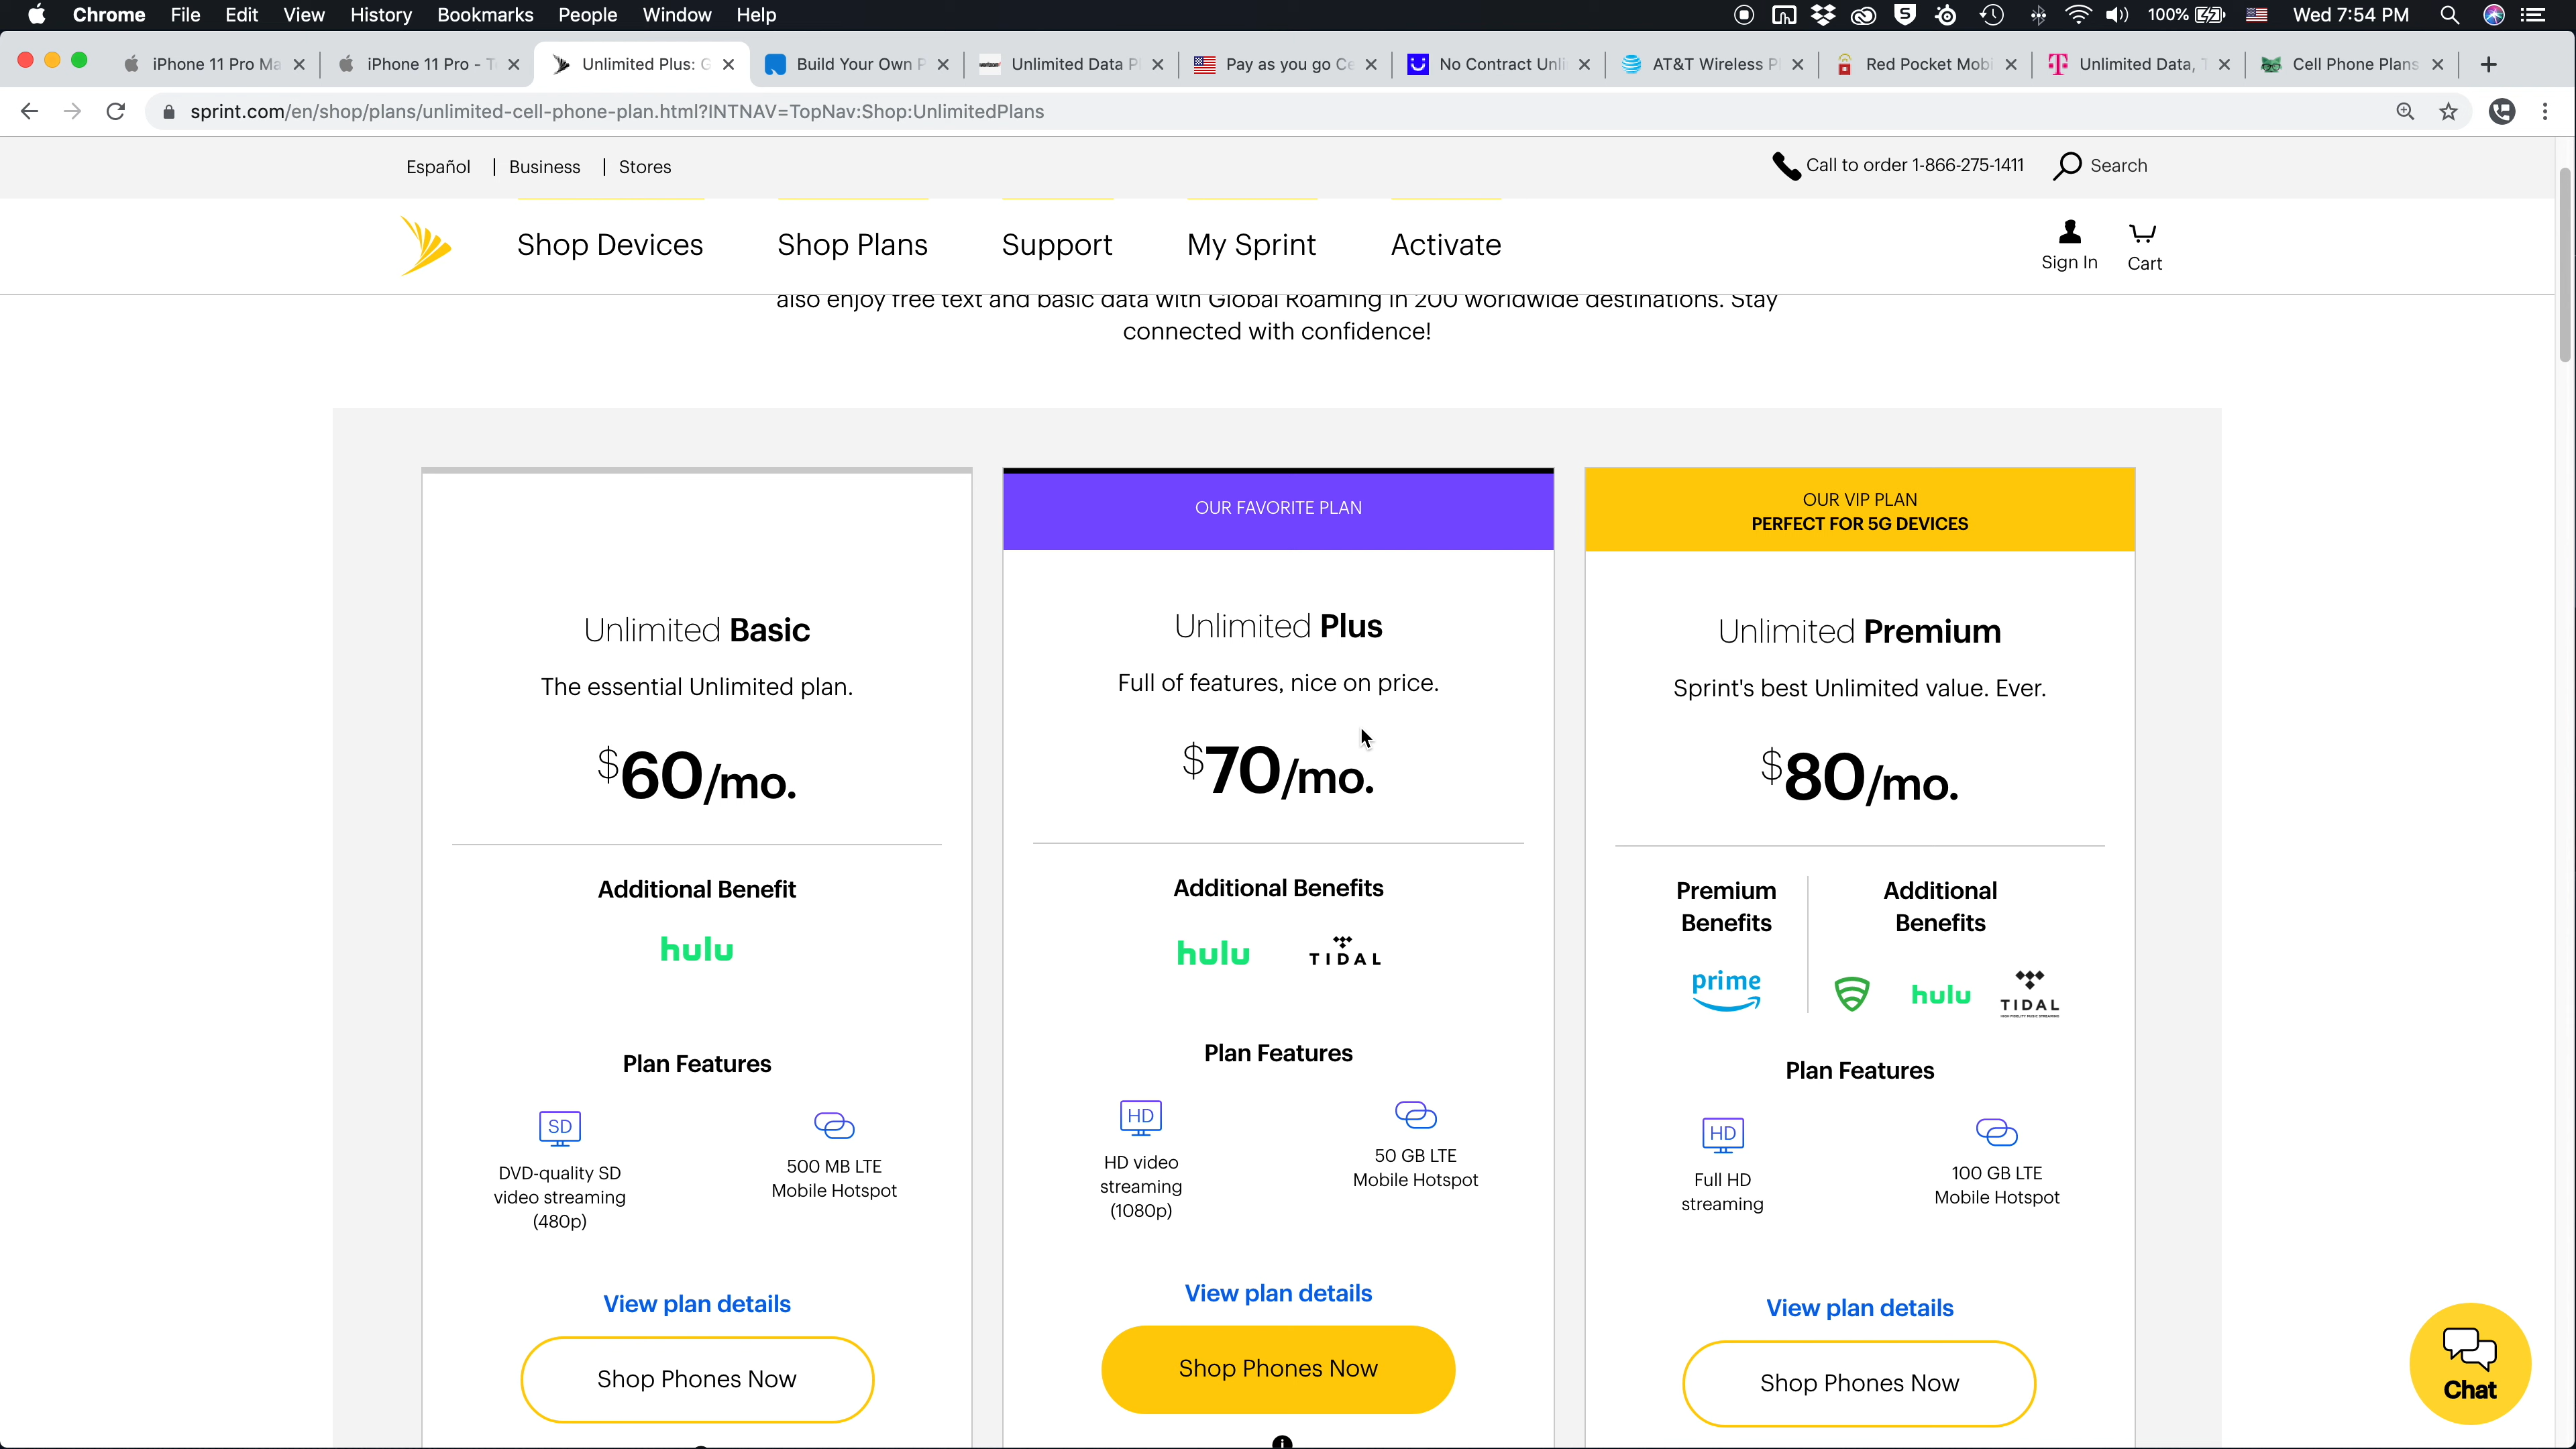 Chrome File Edit View History Bookmarks People Window Help
100% Wed 7:54 PM
iPhone 11 Pro Ma
iPhone 11 Pro - T
Unlimited Plus: G
Build Your Own P
Unlimited Data Pl
Pay as you go Ce
No Contract Unli
AT&T Wireless Pl
Red Pocket Mobi
Unlimited Data, T
Cell Phone Plans
sprint.com/en/shop/plans/unlimited-cell-phone-plan.html?INTNAV=TopNav:Shop:UnlimitedPlans
Español | Business | Stores
Call to order 1-866-275-1411
Search
Shop Devices
Shop Plans
Support
My Sprint
Activate
Sign In
Cart
also enjoy free text and basic data with Global Roaming in 200 worldwide destinations. Stay
connected with confidence!
Unlimited Basic
The essential Unlimited plan.
$60/mo.
Additional Benefit
hulu
Plan Features
SD
DVD-quality SD
video streaming
(480p)
500 MB LTE
Mobile Hotspot
View plan details
Shop Phones Now
OUR FAVORITE PLAN
Unlimited Plus
Full of features, nice on price.
$70/mo.
Additional Benefits
hulu
TIDAL
Plan Features
HD
HD video
streaming
(1080p)
50 GB LTE
Mobile Hotspot
View plan details
Shop Phones Now
OUR VIP PLAN
PERFECT FOR 5G DEVICES
Unlimited Premium
Sprint's best Unlimited value. Ever.
$80/mo.
Premium
Benefits
prime
Additional
Benefits
hulu
TIDAL
Plan Features
HD
Full HD
streaming
100 GB LTE
Mobile Hotspot
View plan details
Shop Phones Now
Chat